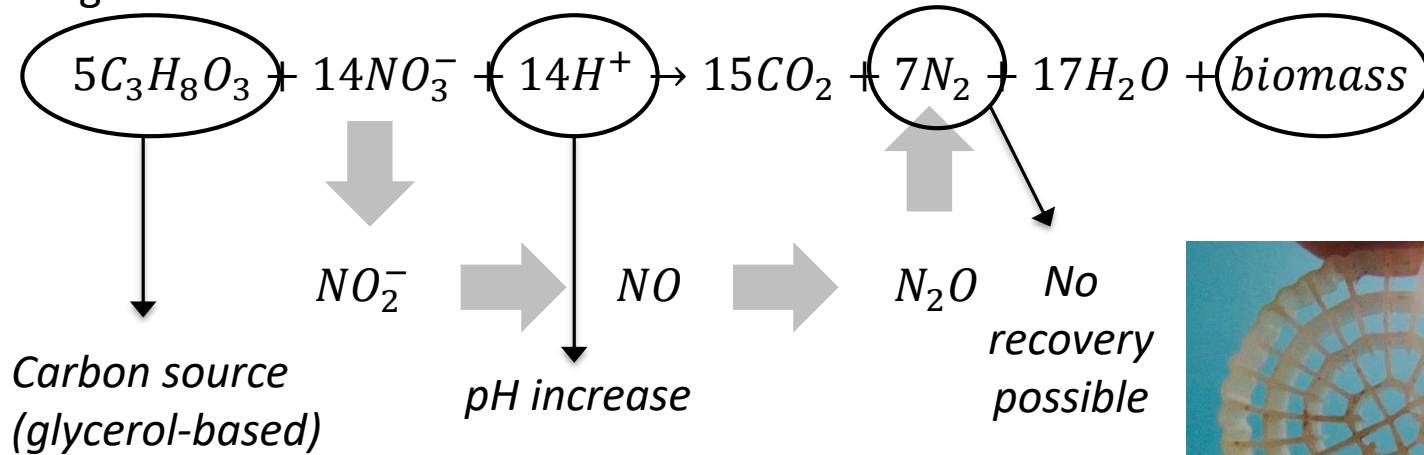 5C₃H₈O₃ + 14NO₃⁻ + 14H⁺ → 15CO₂ + 7N₂ + 17H₂O + biomass
NO₂⁻ NO N₂O No
recovery
possible
Carbon source
(glycerol-based)
pH increase